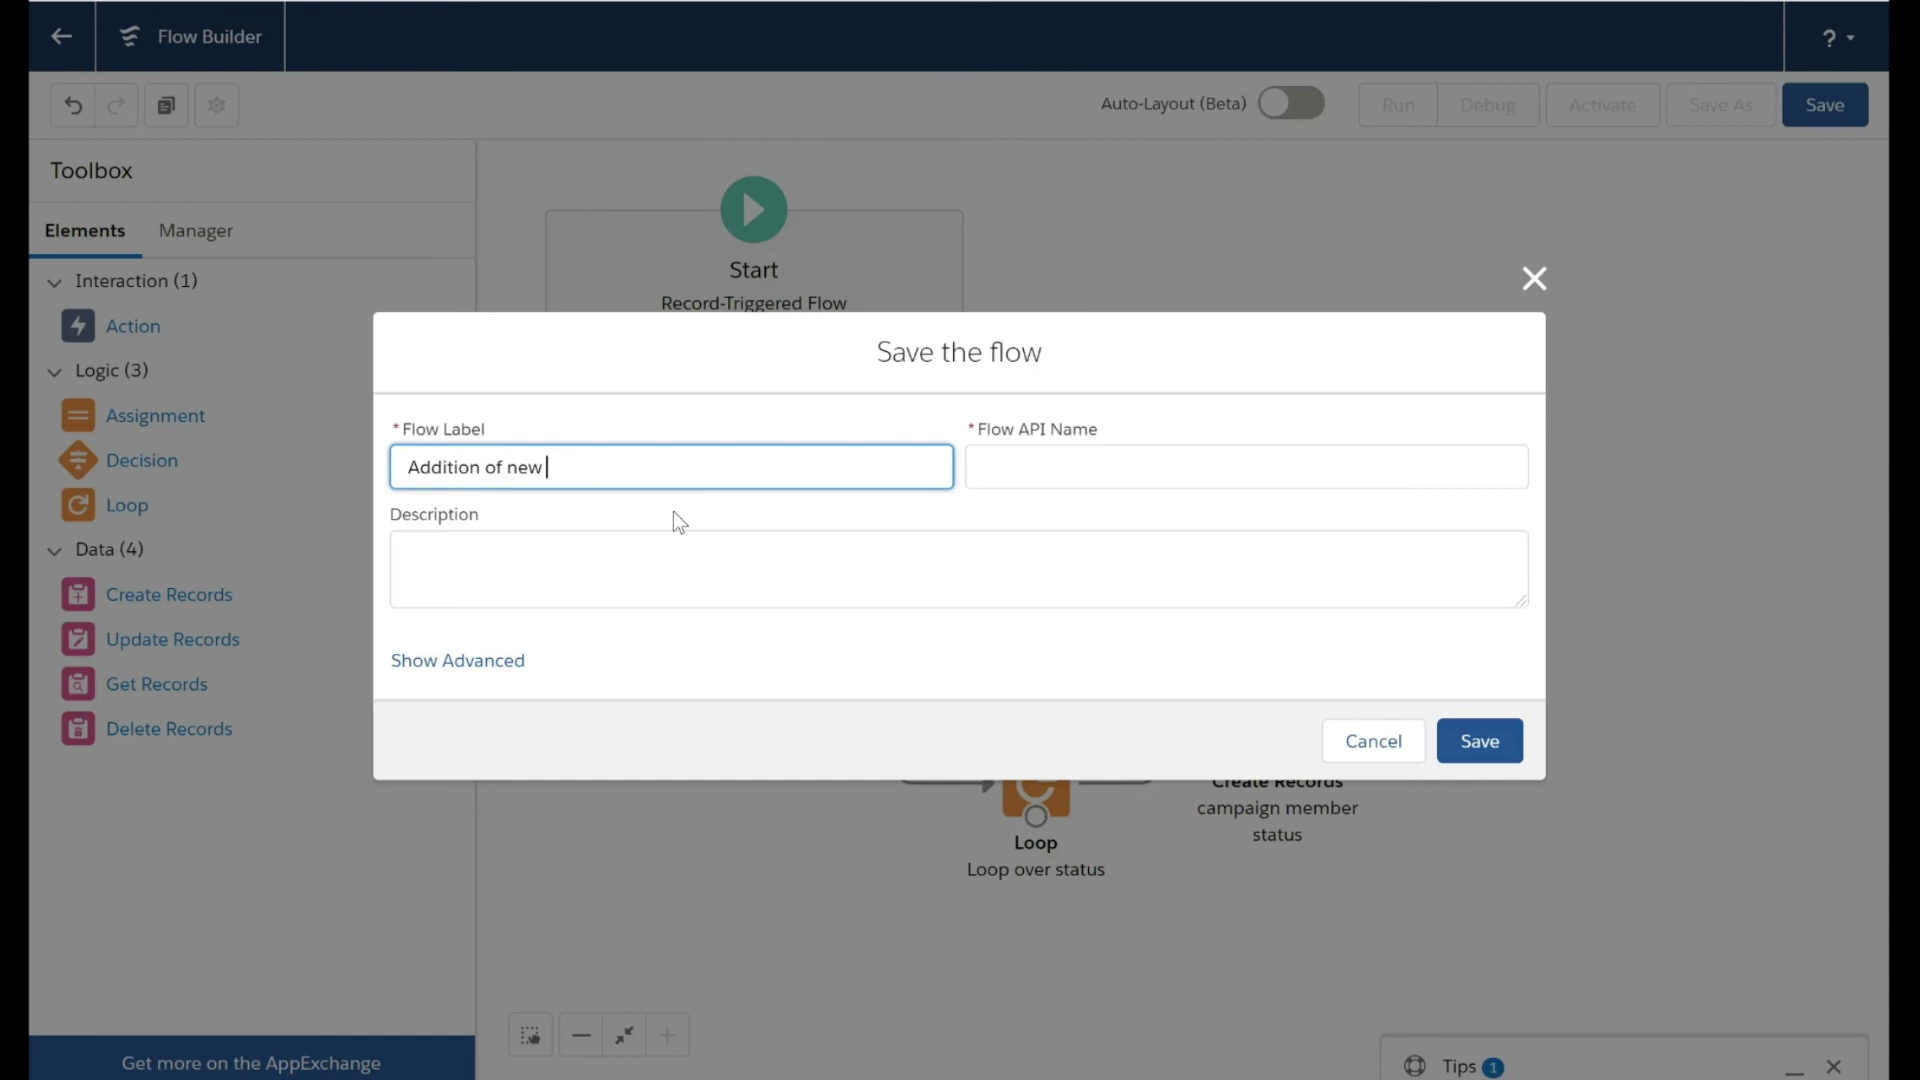 Flow Builder
?
Auto-Layout (Beta)
Run
Debug
Activate
Save As
Save
Toolbox
Elements
Manager
Interaction (1)
Action
Logic (3)
Assignment
Decision
Loop
Data (4)
Create Records
Update Records
Get Records
Delete Records
Get more on the AppExchange
Start
Record-Triggered Flow
Save the flow
* Flow Label
* Flow API Name
Addition of new
Description
Show Advanced
Cancel
Save
Loop
Loop over status
Create Records
campaign member
status
Tips 1